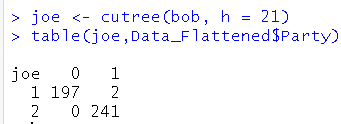 > joe <- cutree(bob, h = 21)
> table(joe,Data_Flattened$Party)
joe   0   1
  1 197   2
  2   0 241